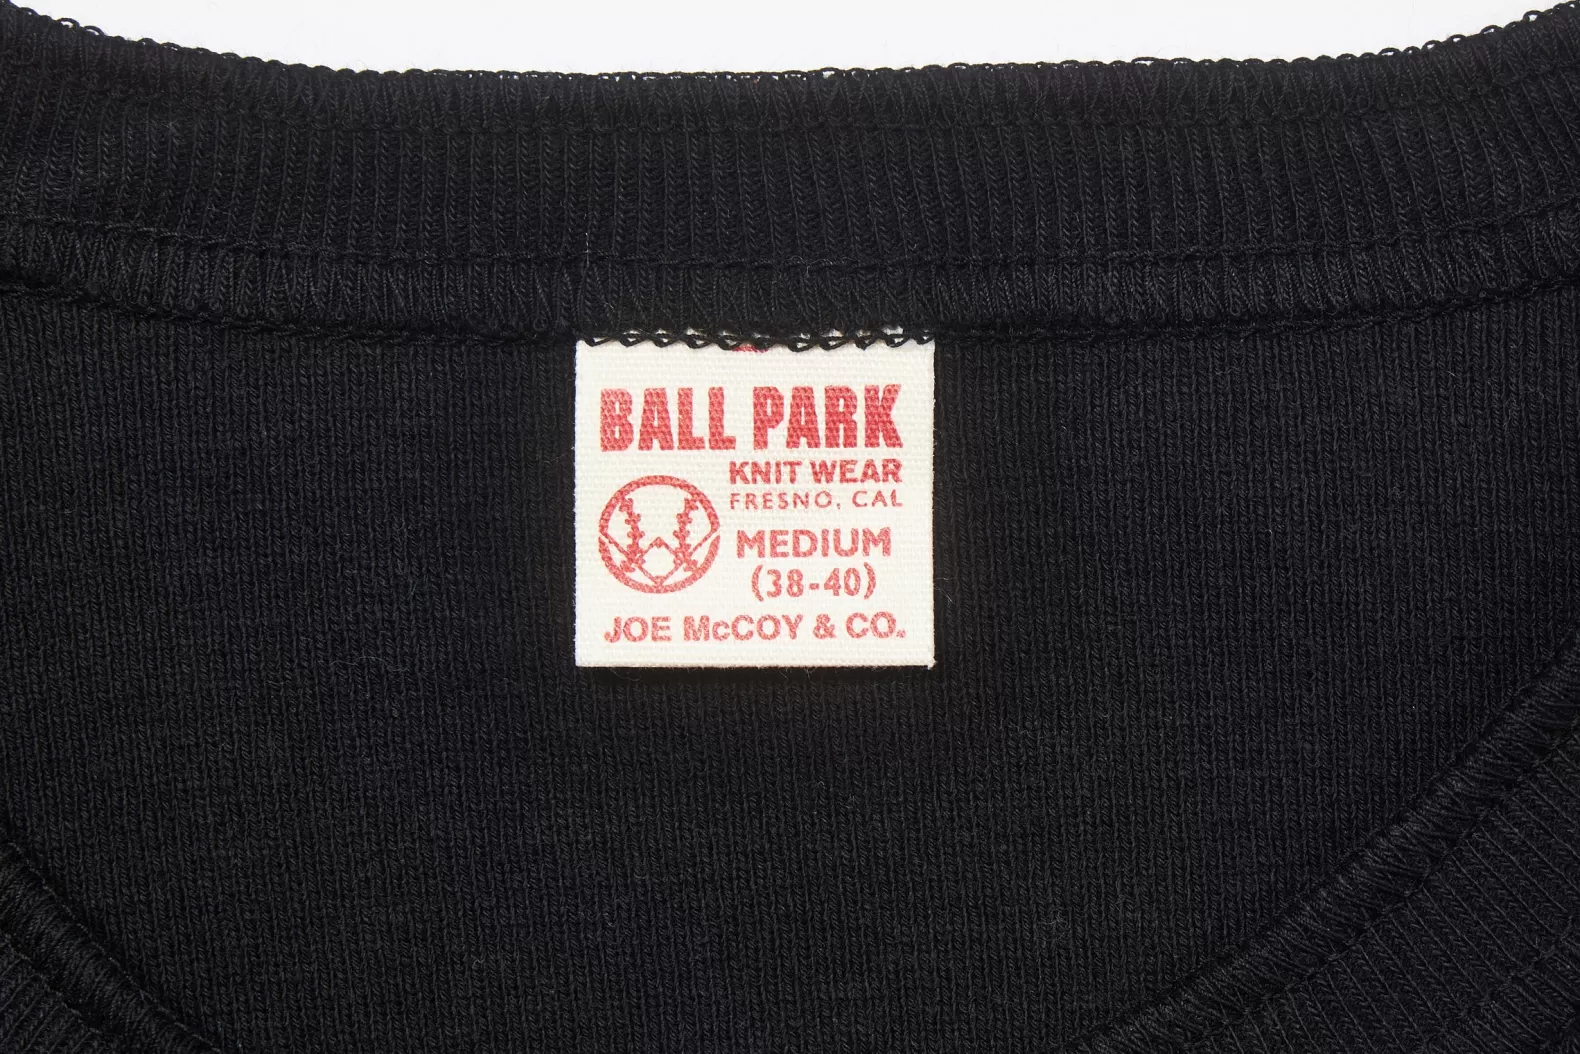 BALL PARK
KNIT WEAR
FRESNO, CAL
MEDIUM
(38-40)
JOE McCOY & CO.